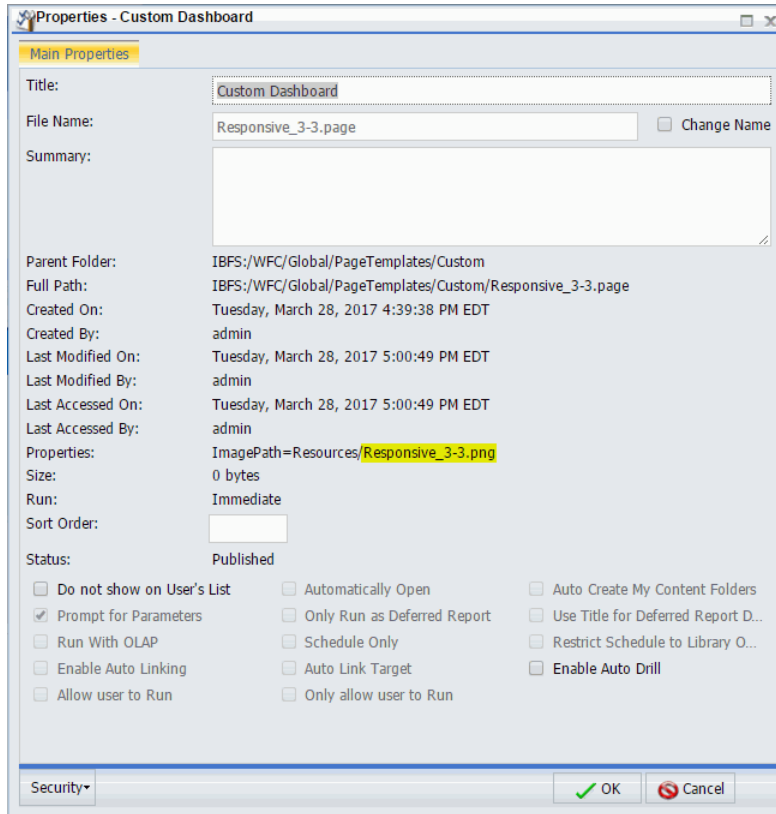 Properties - Custom Dashboard
Main Properties
Title: Custom Dashboard
File Name: Responsive_3-3.page Change Name
Summary:
Parent Folder: IBFS:/WFC/Global/PageTemplates/Custom
Full Path: IBFS:/WFC/Global/PageTemplates/Custom/Responsive_3-3.page
Created On: Tuesday, March 28, 2017 4:39:38 PM EDT
Created By: admin
Last Modified On: Tuesday, March 28, 2017 5:00:49 PM EDT
Last Modified By: admin
Last Accessed On: Tuesday, March 28, 2017 5:00:49 PM EDT
Last Accessed By: admin
Properties: ImagePath=Resources/Responsive_3-3.png
Size: 0 bytes
Run: Immediate
Sort Order:
Status: Published
Do not show on User's List Automatically Open Auto Create My Content Folders
Prompt for Parameters Only Run as Deferred Report Use Title for Deferred Report D...
Run With OLAP Schedule Only Restrict Schedule to Library O...
Enable Auto Linking Auto Link Target Enable Auto Drill
Allow user to Run Only allow user to Run
Security OK Cancel